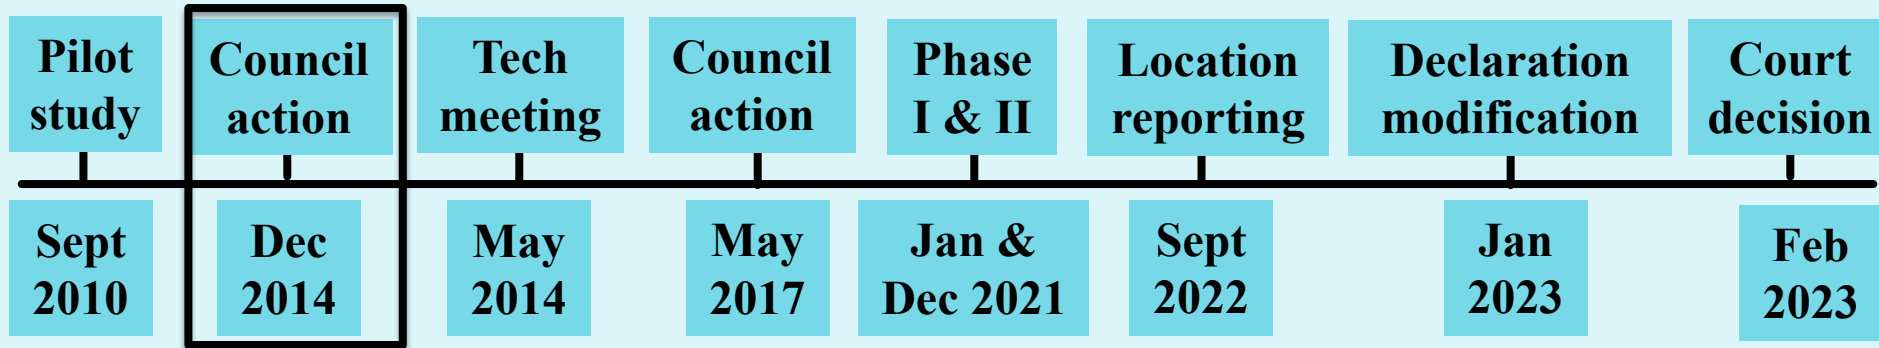 Pilot
study
Council
action
Tech
meeting
Council
action
Phase
I & II
Location
reporting
Declaration
modification
Court
decision
Sept
2010
Dec
2014
May
2014
May
2017
Jan &
Dec 2021
Sept
2022
Jan
2023
Feb
2023